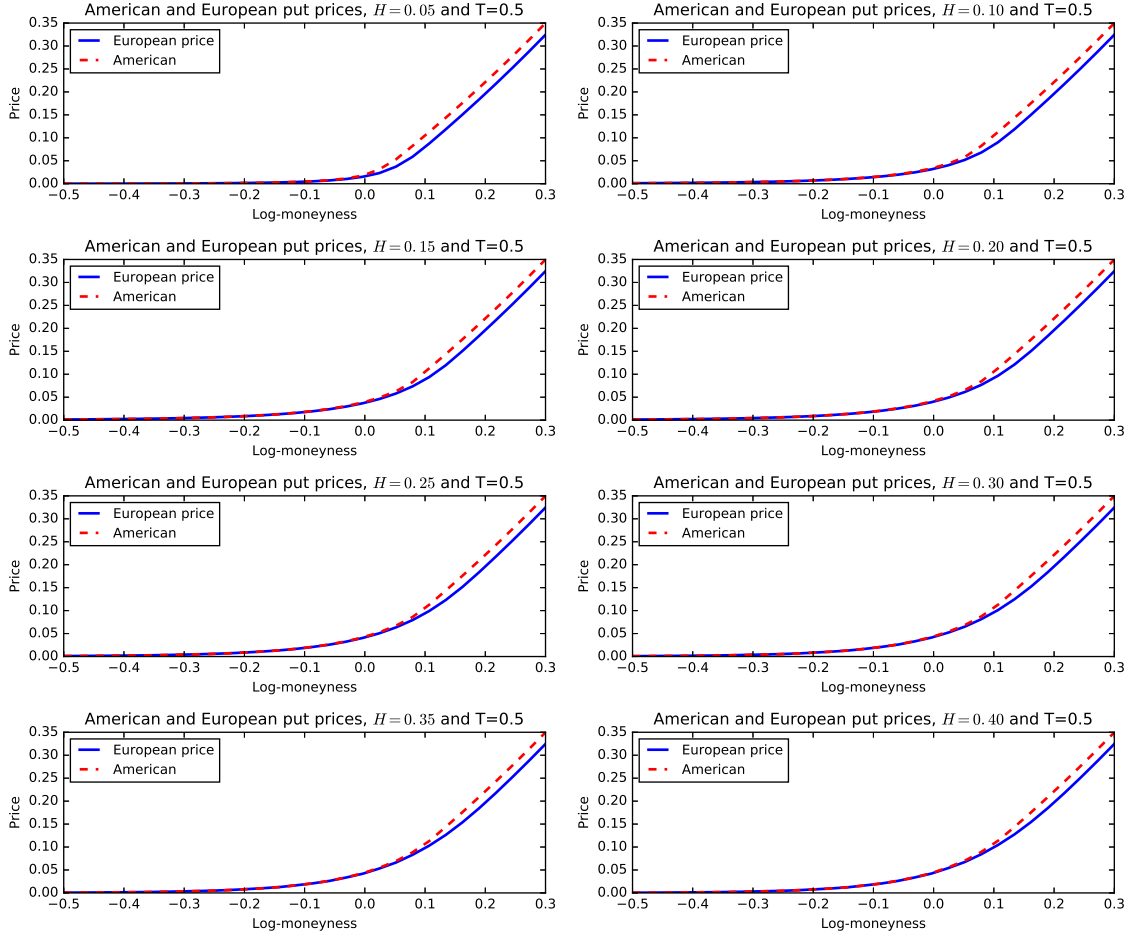 American and European put prices, H = 0.05 and T=0.5
0.35
0.30
0.25
0.20
0.15
0.10
0.05
0.00
Price
European price
American
−0.5 −0.4 −0.3 −0.2 −0.1 0.0 0.1 0.2 0.3
Log-moneyness
American and European put prices, H = 0.10 and T=0.5
0.35
0.30
0.25
0.20
0.15
0.10
0.05
0.00
Price
European price
American
−0.5 −0.4 −0.3 −0.2 −0.1 0.0 0.1 0.2 0.3
Log-moneyness
American and European put prices, H = 0.15 and T=0.5
0.35
0.30
0.25
0.20
0.15
0.10
0.05
0.00
Price
European price
American
−0.5 −0.4 −0.3 −0.2 −0.1 0.0 0.1 0.2 0.3
Log-moneyness
American and European put prices, H = 0.20 and T=0.5
0.35
0.30
0.25
0.20
0.15
0.10
0.05
0.00
Price
European price
American
−0.5 −0.4 −0.3 −0.2 −0.1 0.0 0.1 0.2 0.3
Log-moneyness
American and European put prices, H = 0.25 and T=0.5
0.35
0.30
0.25
0.20
0.15
0.10
0.05
0.00
Price
European price
American
−0.5 −0.4 −0.3 −0.2 −0.1 0.0 0.1 0.2 0.3
Log-moneyness
American and European put prices, H = 0.30 and T=0.5
0.35
0.30
0.25
0.20
0.15
0.10
0.05
0.00
Price
European price
American
−0.5 −0.4 −0.3 −0.2 −0.1 0.0 0.1 0.2 0.3
Log-moneyness
American and European put prices, H = 0.35 and T=0.5
0.35
0.30
0.25
0.20
0.15
0.10
0.05
0.00
Price
European price
American
−0.5 −0.4 −0.3 −0.2 −0.1 0.0 0.1 0.2 0.3
Log-moneyness
American and European put prices, H = 0.40 and T=0.5
0.35
0.30
0.25
0.20
0.15
0.10
0.05
0.00
Price
European price
American
−0.5 −0.4 −0.3 −0.2 −0.1 0.0 0.1 0.2 0.3
Log-moneyness